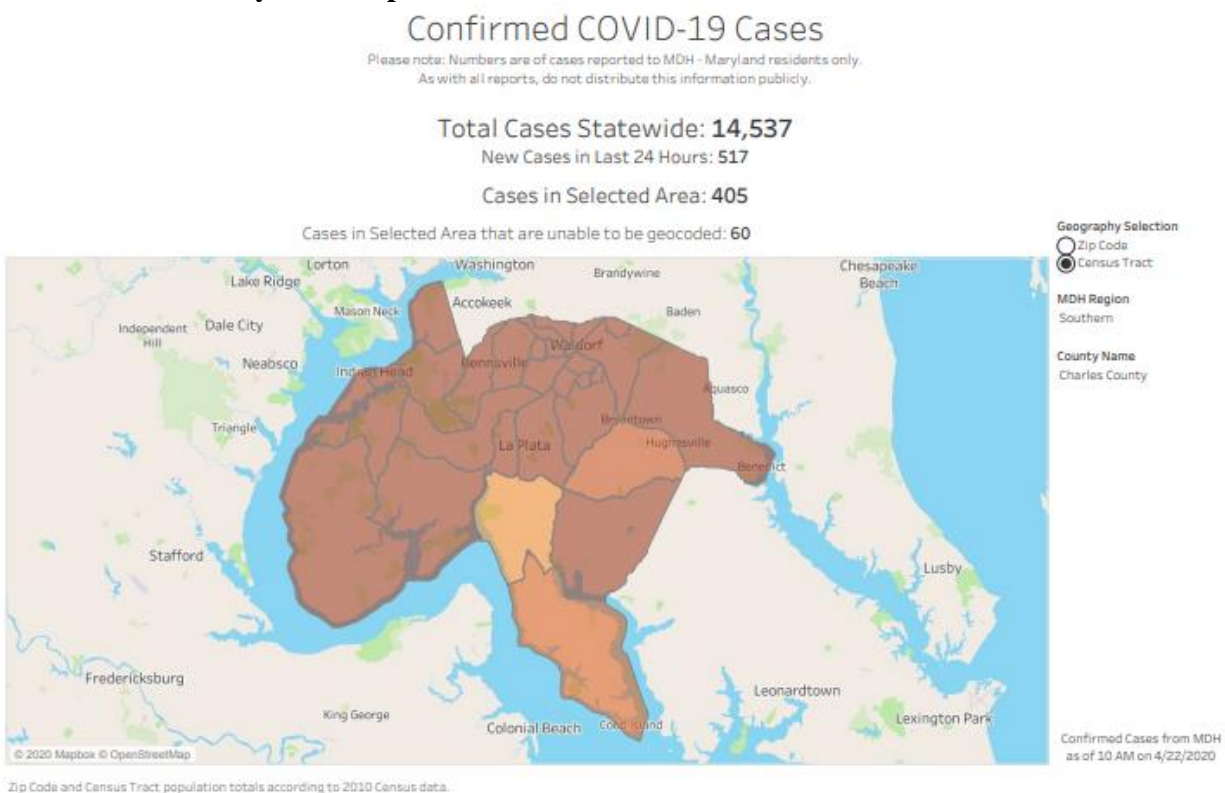 Confirmed COVID-19 Cases
Please note: Numbers are of cases reported to MDH - Maryland residents only.
As with all reports, do not distribute this information publicly.
Total Cases Statewide: 14,537
New Cases in Last 24 Hours: 517
Cases in Selected Area: 405
Cases in Selected Area that are unable to be geocoded: 60
Geography Selection
Zip Code
Census Tract
MDH Region
Southern
County Name
Charles County
Lorton
Washington
Brandywine
Chesapeake
Beach
Lake Ridge
Mason Neck
Accokeek
Baden
Independent
Hill
Dale City
Neabsco
Indian Head
Bennsville
Waldorf
Aquasco
Triangle
Bryantown
La Plata
Hughesville
Benedict
Stafford
Lusby
Fredericksburg
King George
Colonial Beach
Cobb Island
Leonardtown
Lexington Park
© 2020 Mapbox © OpenStreetMap
Confirmed Cases from MDH
as of 10 AM on 4/22/2020
Zip Code and Census Tract population totals according to 2010 Census data.